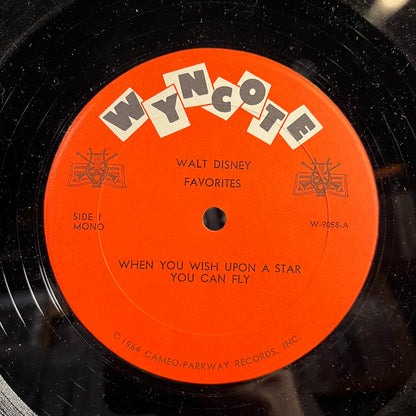 WYNCOTE
WALT DISNEY
FAVORITES
SIDE 1
MONO
W-9058-A
WHEN YOU WISH UPON A STAR
YOU CAN FLY
© 1964 CAMEO-PARKWAY RECORDS, INC.